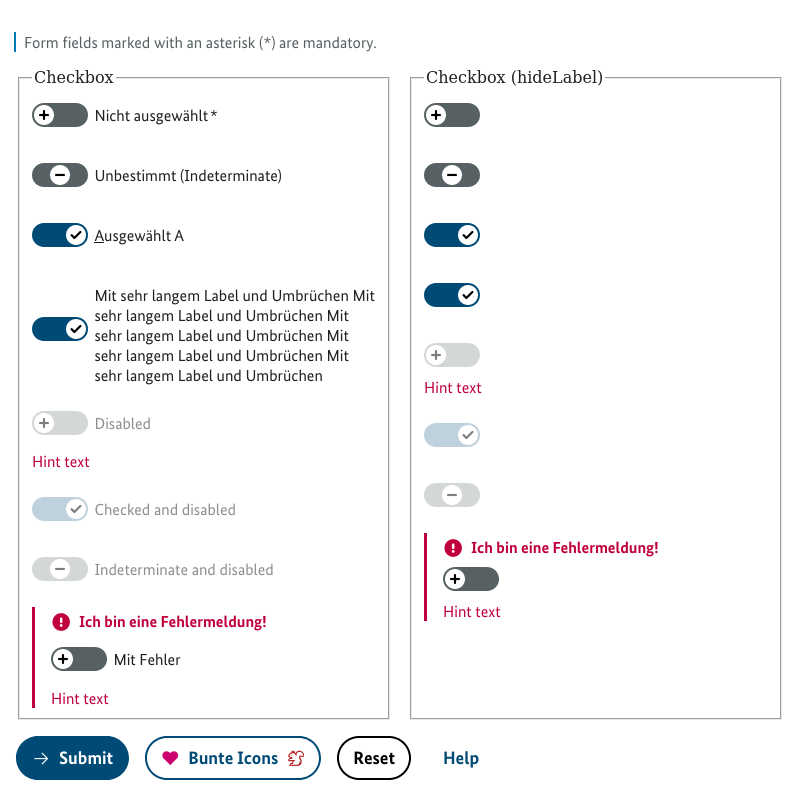 Form fields marked with an asterisk (*) are mandatory.
Checkbox
Nicht ausgewählt *
Unbestimmt (Indeterminate)
Ausgewählt A
Mit sehr langem Label und Umbrüchen Mit
sehr langem Label und Umbrüchen Mit
sehr langem Label und Umbrüchen Mit
sehr langem Label und Umbrüchen Mit
sehr langem Label und Umbrüchen
Disabled
Hint text
Checked and disabled
Indeterminate and disabled
Ich bin eine Fehlermeldung!
Mit Fehler
Hint text
Checkbox (hideLabel)
Hint text
Ich bin eine Fehlermeldung!
Hint text
Submit
Bunte Icons
Reset
Help